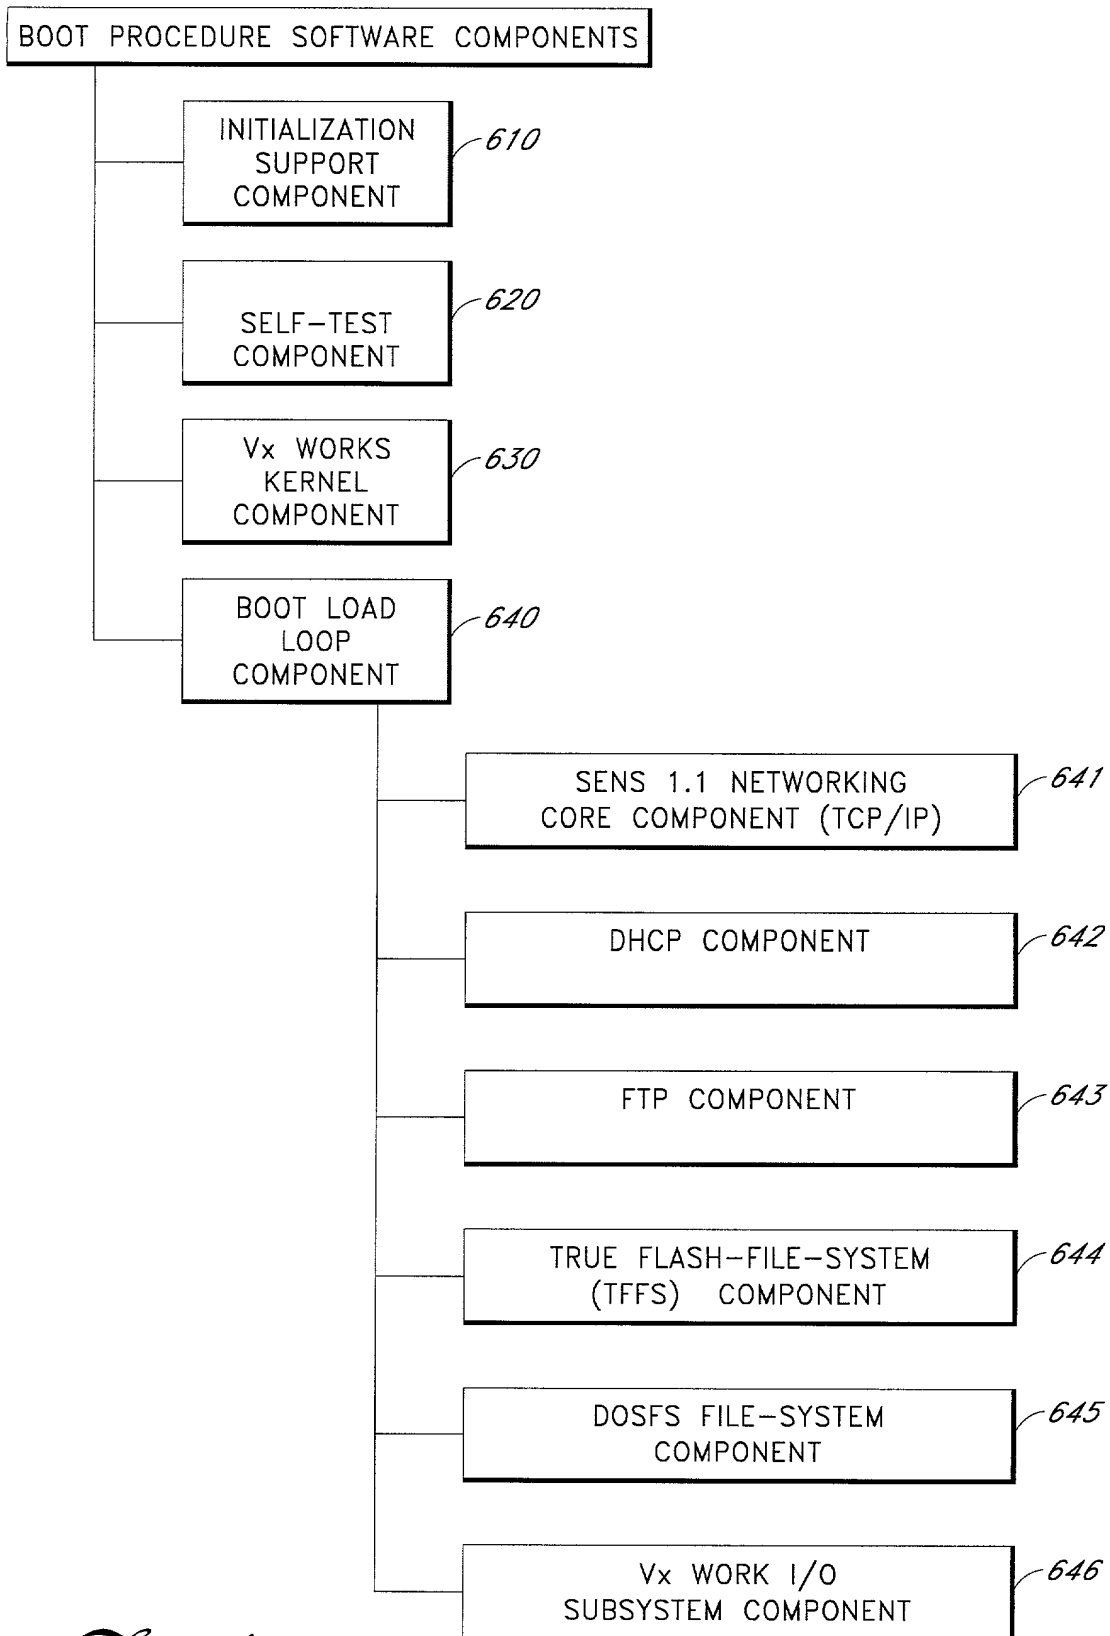 BOOT PROCEDURE SOFTWARE COMPONENTS
INITIALIZATION
SUPPORT
COMPONENT
610
SELF-TEST
COMPONENT
620
Vx WORKS
KERNEL
COMPONENT
630
BOOT LOAD
LOOP
COMPONENT
640
SENS 1.1 NETWORKING
CORE COMPONENT (TCP/IP)
641
DHCP COMPONENT
642
FTP COMPONENT
643
TRUE FLASH-FILE-SYSTEM
(TFFS) COMPONENT
644
DOSFS FILE-SYSTEM
COMPONENT
645
Vx WORK I/O
SUBSYSTEM COMPONENT
646